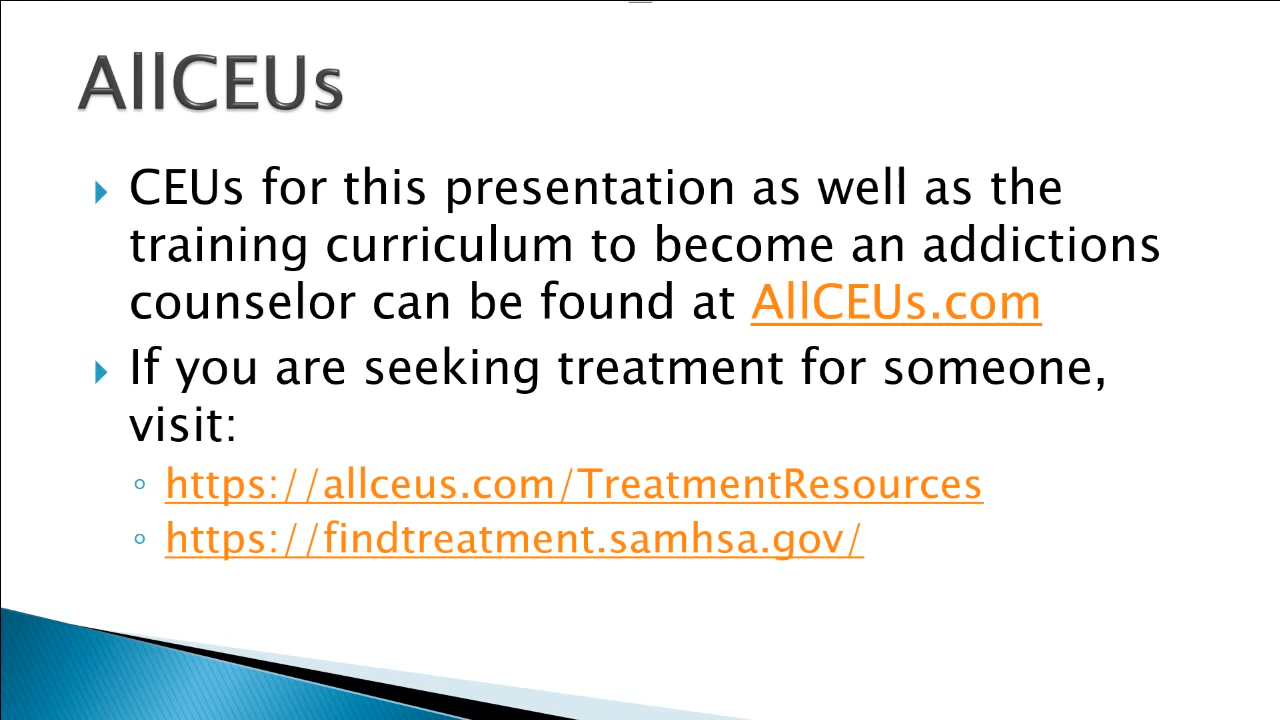 AllCEUs
CEUs for this presentation as well as the
training curriculum to become an addictions
counselor can be found at AllCEUs.com
If you are seeking treatment for someone,
visit:
https://allceus.com/TreatmentResources
https://findtreatment.samhsa.gov/